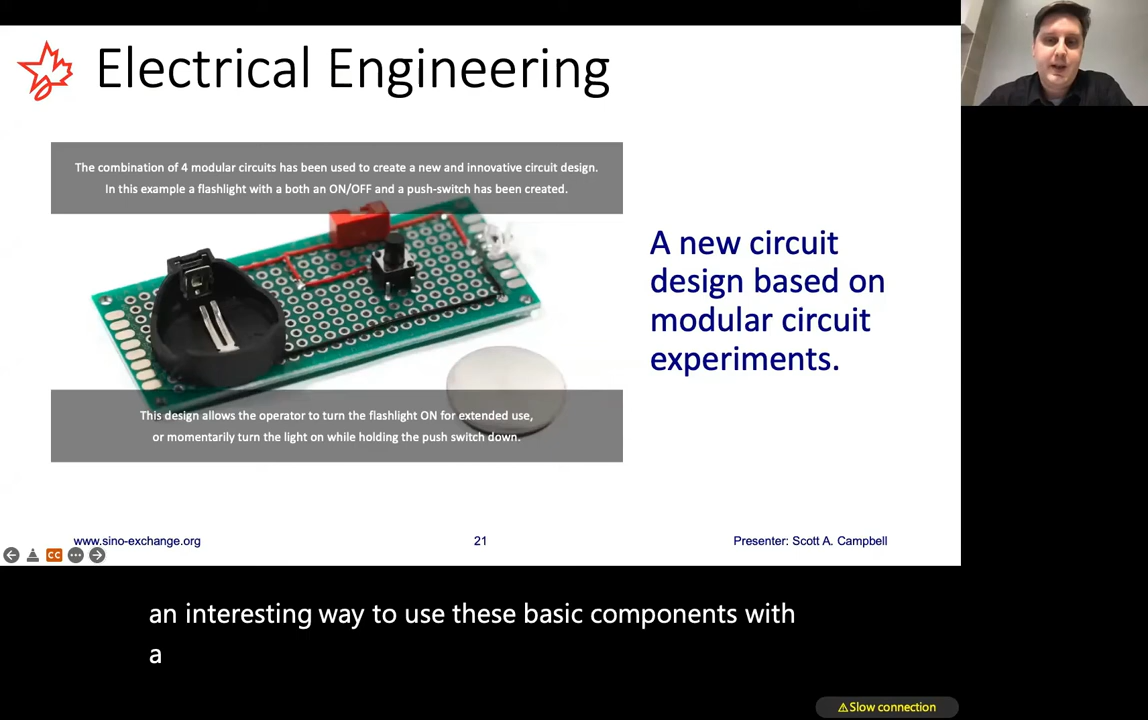 Electrical Engineering
The combination of 4 modular circuits has been used to create a new and innovative circuit design.
In this example a flashlight with a both an ON/OFF and a push-switch has been created.
A new circuit
design based on
modular circuit
experiments.
This design allows the operator to turn the flashlight ON for extended use,
or momentarily turn the light on while holding the push switch down.
www.sino-exchange.org
21
Presenter: Scott A. Campbell
CC
an interesting way to use these basic components with
a
⚠Slow connection